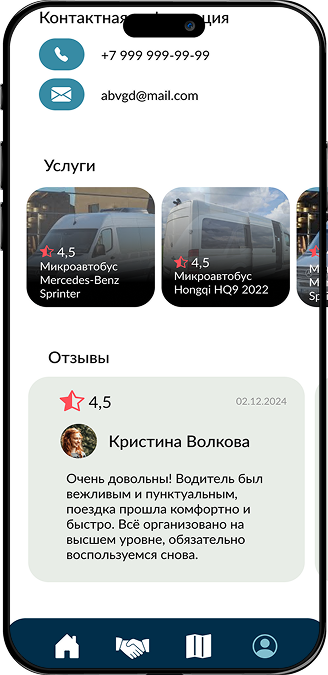 Контактная информация
+7 999 999-99-99
abvgd@mail.com
Услуги
4,5
Микроавтобус
Mercedes-Benz
Sprinter
4,5
Микроавтобус
Hongqi HQ9 2022
Отзывы
4,5
02.12.2024
Кристина Волкова
Очень довольны! Водитель был
вежливым и пунктуальным,
поездка прошла комфортно и
быстро. Всё организовано на
высшем уровне, обязательно
воспользуемся снова.